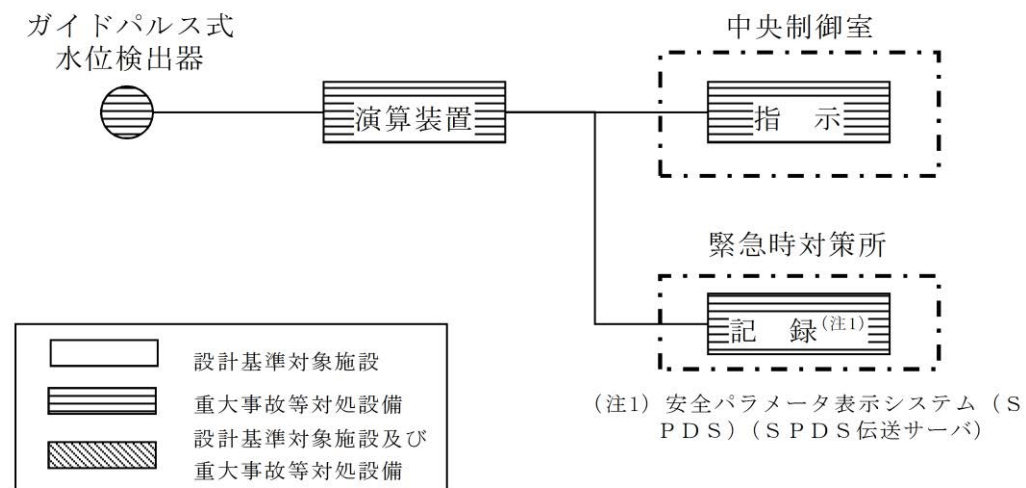 ガイドパルス式
水位検出器
中央制御室
演算装置
指　示
緊急時対策所
記　録(注1)
設計基準対象施設
重大事故等対処設備
設計基準対象施設及び
重大事故等対処設備
(注1) 安全パラメータ表示システム（Ｓ
ＰＤＳ）（ＳＰＤＳ伝送サーバ）